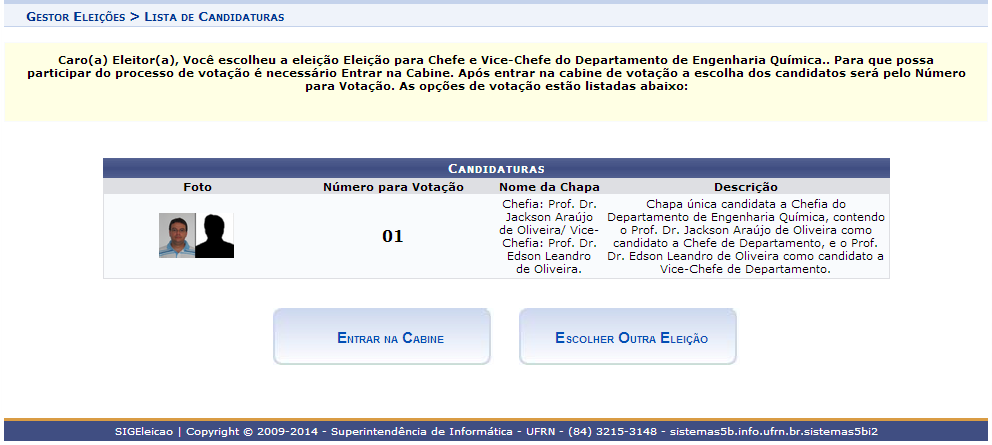 Gestor Eleições > Lista de Candidaturas
Caro(a) Eleitor(a), Você escolheu a eleição Eleição para Chefe e Vice-Chefe do Departamento de Engenharia Química.. Para que possa
participar do processo de votação é necessário Entrar na Cabine. Após entrar na cabine de votação a escolha dos candidatos será pelo Número
para Votação. As opções de votação estão listadas abaixo:
Candidaturas
Foto Número para Votação Nome da Chapa Descrição
01
Chefia: Prof. Dr.
Jackson Araújo
de Oliveira/ Vice-
Chefia: Prof. Dr.
Edson Leandro
de Oliveira.
Chapa única candidata a Chefia do
Departamento de Engenharia Química, contendo
o Prof. Dr. Jackson Araújo de Oliveira como
candidato a Chefe de Departamento, e o Prof.
Dr. Edson Leandro de Oliveira como candidato a
Vice-Chefe de Departamento.
Entrar na Cabine
Escolher Outra Eleição
SIGEleicao | Copyright © 2009-2014 - Superintendência de Informática - UFRN - (84) 3215-3148 - sistemas5b.info.ufrn.br.sistemas5bi2